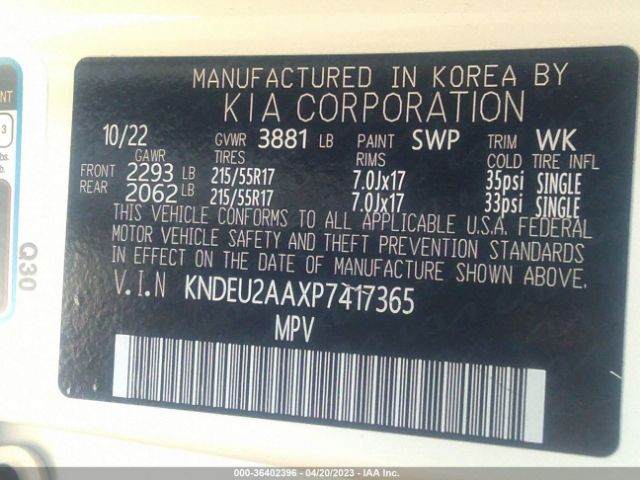 MANUFACTURED IN KOREA BY
KIA CORPORATION
10/22 GVWR 3881 LB PAINT SWP TRIM WK
GAWR TIRES RIMS COLD TIRE INFL
FRONT 2293 LB 215/55R17 7.0Jx17 35psi SINGLE
REAR 2062 LB 215/55R17 7.0Jx17 33psi SINGLE
THIS VEHICLE CONFORMS TO ALL APPLICABLE U.S.A. FEDERAL
MOTOR VEHICLE SAFETY AND THEFT PREVENTION STANDARDS
IN EFFECT ON THE DATE OF MANUFACTURE SHOWN ABOVE.
V.I.N KNDEU2AAXP7417365
MPV
Q30
3
000-36402396 - 04/20/2023 - IAAI.COM